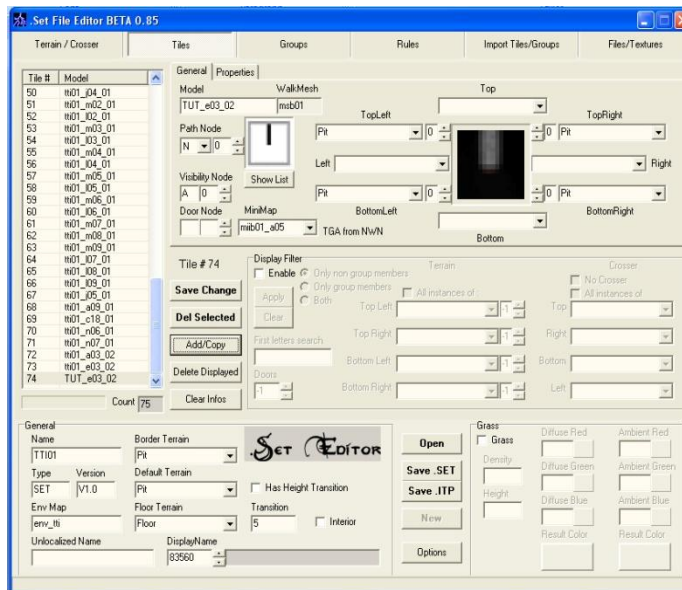 .Set File Editor BETA 0.85
Terrain / Crosser Tiles Groups Rules Import Tiles/Groups Files/Textures
Tile # Model
50 tti01_j04_01
51 tti01_m02_01
52 tti01_l02_01
53 tti01_m03_01
54 tti01_l03_01
55 tti01_m04_01
56 tti01_l04_01
57 tti01_m05_01
58 tti01_l05_01
59 tti01_m06_01
60 tti01_l06_01
61 tti01_m07_01
62 tti01_m08_01
63 tti01_m09_01
64 tti01_l07_01
65 tti01_l08_01
66 tti01_l09_01
67 tti01_j05_01
68 tti01_a09_01
69 tti01_c18_01
70 tti01_n06_01
71 tti01_n07_01
72 tti01_a03_02
73 tti01_e03_02
74 TUT_e03_02
Count 75
General Properties
Model WalkMesh
TUT_e03_02 msb01
Path Node
N 0
Visibility Node
A 0
Show List
Door Node
MiniMap
miib01_a05
TGA from NWN
Top
TopLeft TopRight
Pit 0 0 Pit
Left Right
Pit 0 0 Pit
BottomLeft BottomRight
Bottom
Tile # 74
Save Change
Del Selected
Add/Copy
Delete Displayed
Clear Infos
Display Filter
Enable
Only non group members
Only group members
Both
Apply
Clear
First letters search
Doors
-1
Terrain
All instances of :
Top Left -1
Top Right -1
Bottom Left -1
Bottom Right -1
Crosser
No Crosser
All instances of :
Top
Right
Bottom
Left
General
Name Border Terrain
TTI01 Pit
Type Version Default Terrain
SET V1.0 Pit
Has Height Transition
Env Map Floor Terrain Transition
env_tti Floor 5 Interior
Unlocalized Name DisplayName
83560
.Set Editor
Open
Save .SET
Save .ITP
New
Options
Grass
Grass
Density
Height
Diffuse Red Ambient Red
Diffuse Green Ambient Green
Diffuse Blue Ambient Blue
Result Color Result Color